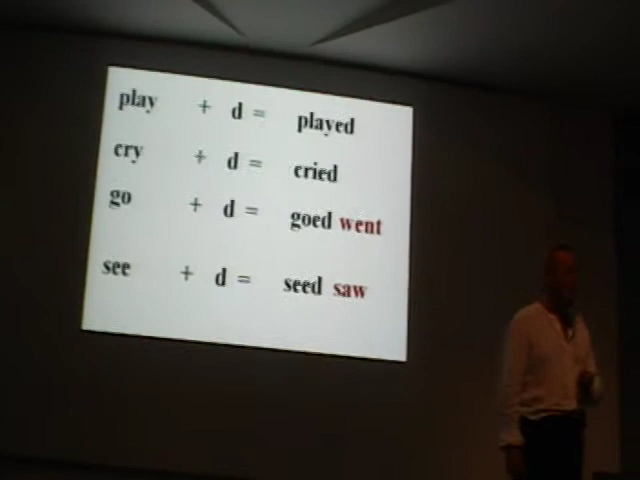 play + d = played
cry + d = cried
go + d = goed went
see + d = seed saw